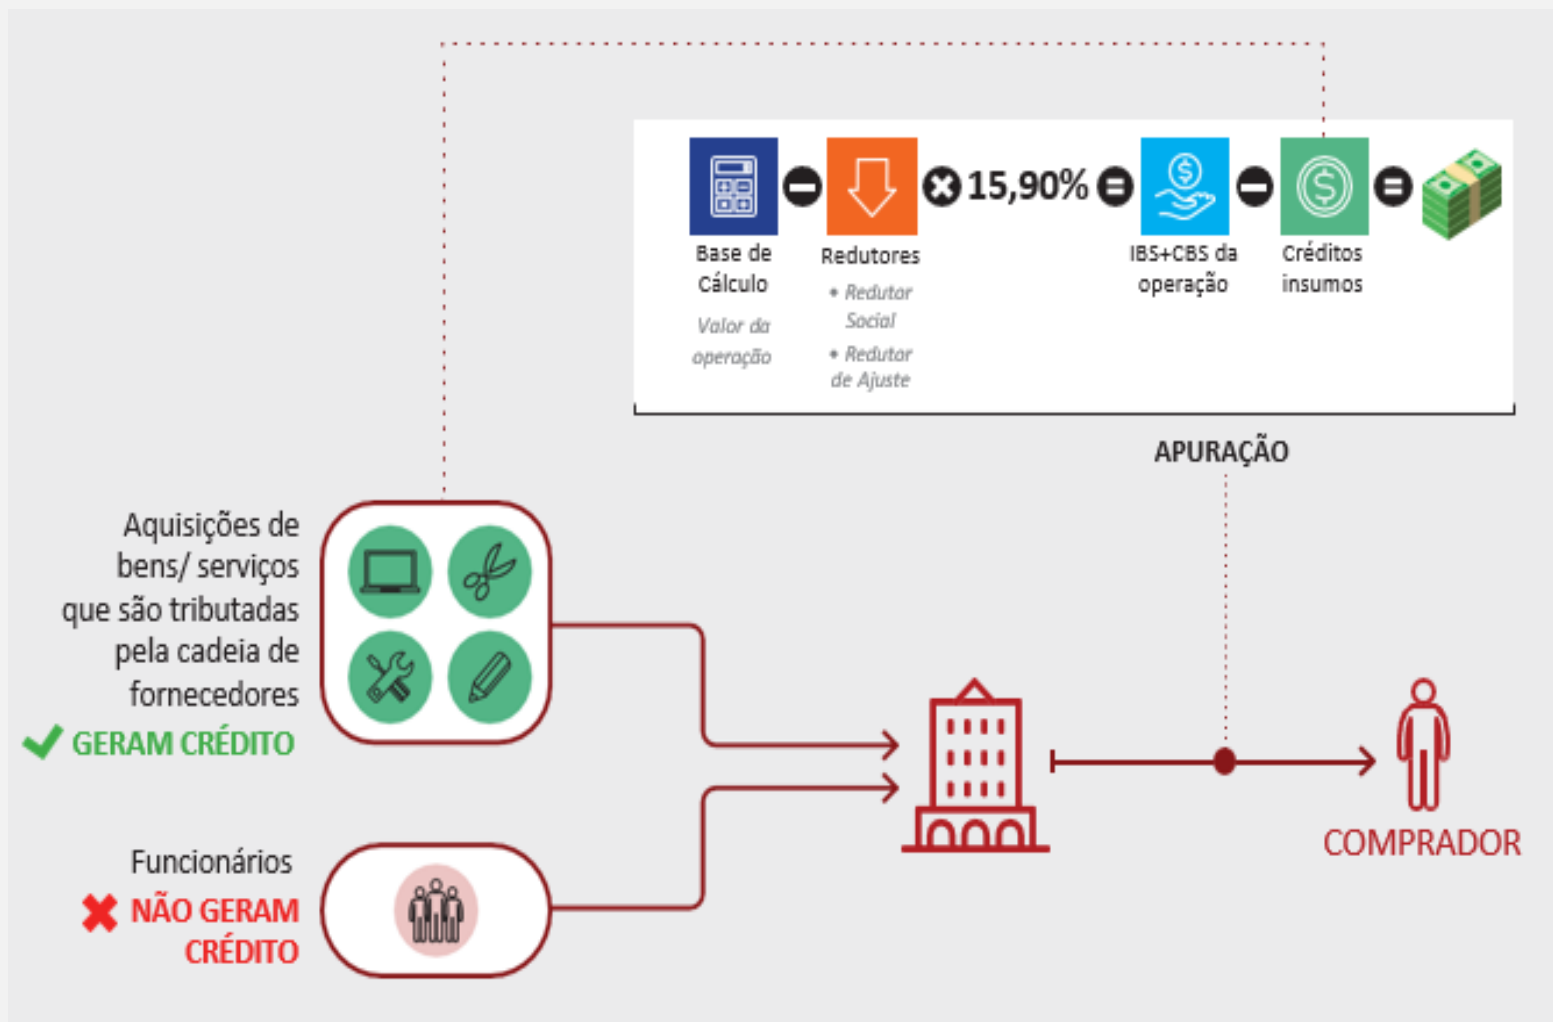 15,90%
Base de
Cálculo
Valor da
operação
Redutores
• Redutor
Social
• Redutor
de Ajuste
IBS+CBS da
operação
Créditos
insumos
APURAÇÃO
Aquisições de
bens/ serviços
que são tributadas
pela cadeia de
fornecedores
GERAM CRÉDITO
Funcionários
NÃO GERAM
CRÉDITO
COMPRADOR